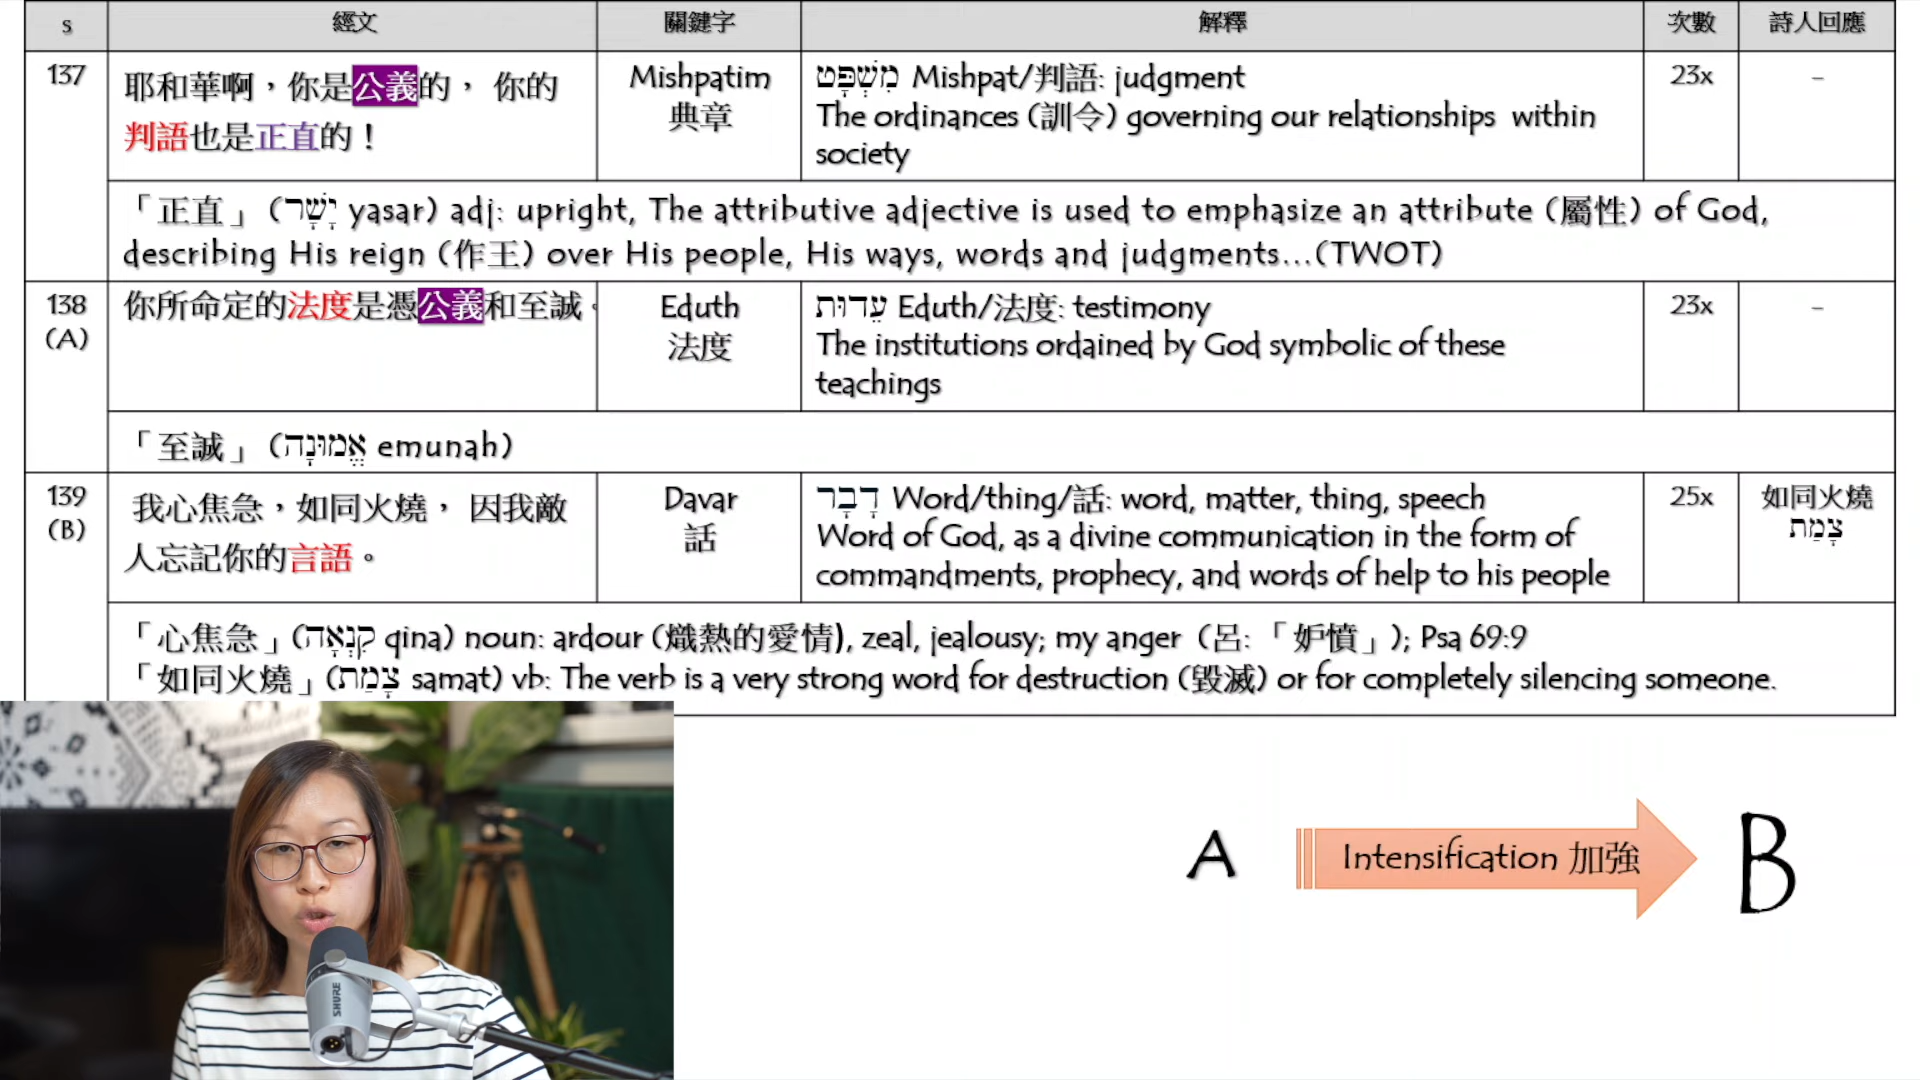 s 經文 關鍵字 解釋 次數 詩人回應
137 耶和華啊，你是公義的， 你的
判語也是正直的！
Mishpatim
典章
מִשְׁפָּט Mishpat/判語: judgment
The ordinances (訓令) governing our relationships within
society
23x
–
「正直」 (יָשָׁר yasar) adj: upright, The attributive adjective is used to emphasize an attribute (屬性) of God,
describing His reign (作王) over His people, His ways, words and judgments...(TWOT)
138
(A)
你所命定的法度是憑公義和至誠。
Eduth
法度
עֵדוּת Eduth/法度: testimony
The institutions ordained by God symbolic of these
teachings
23x
–
「至誠」 (אֱמוּנָה emunah)
139
(B)
我心焦急，如同火燒， 因我敵
人忘記你的言語。
Davar
話
דָבָר Word/thing/話: word, matter, thing, speech
Word of God, as a divine communication in the form of
commandments, prophecy, and words of help to his people
25x
如同火燒
צָמַת
「心焦急」(קִנְאָה qina) noun: ardour (熾熱的愛情), zeal, jealousy; my anger (呂: 「妒憤」); Psa 69:9
「如同火燒」(צָמַת samat) vb: The verb is a very strong word for destruction (毀滅) or for completely silencing someone.
A Intensification 加強 B
SHURE